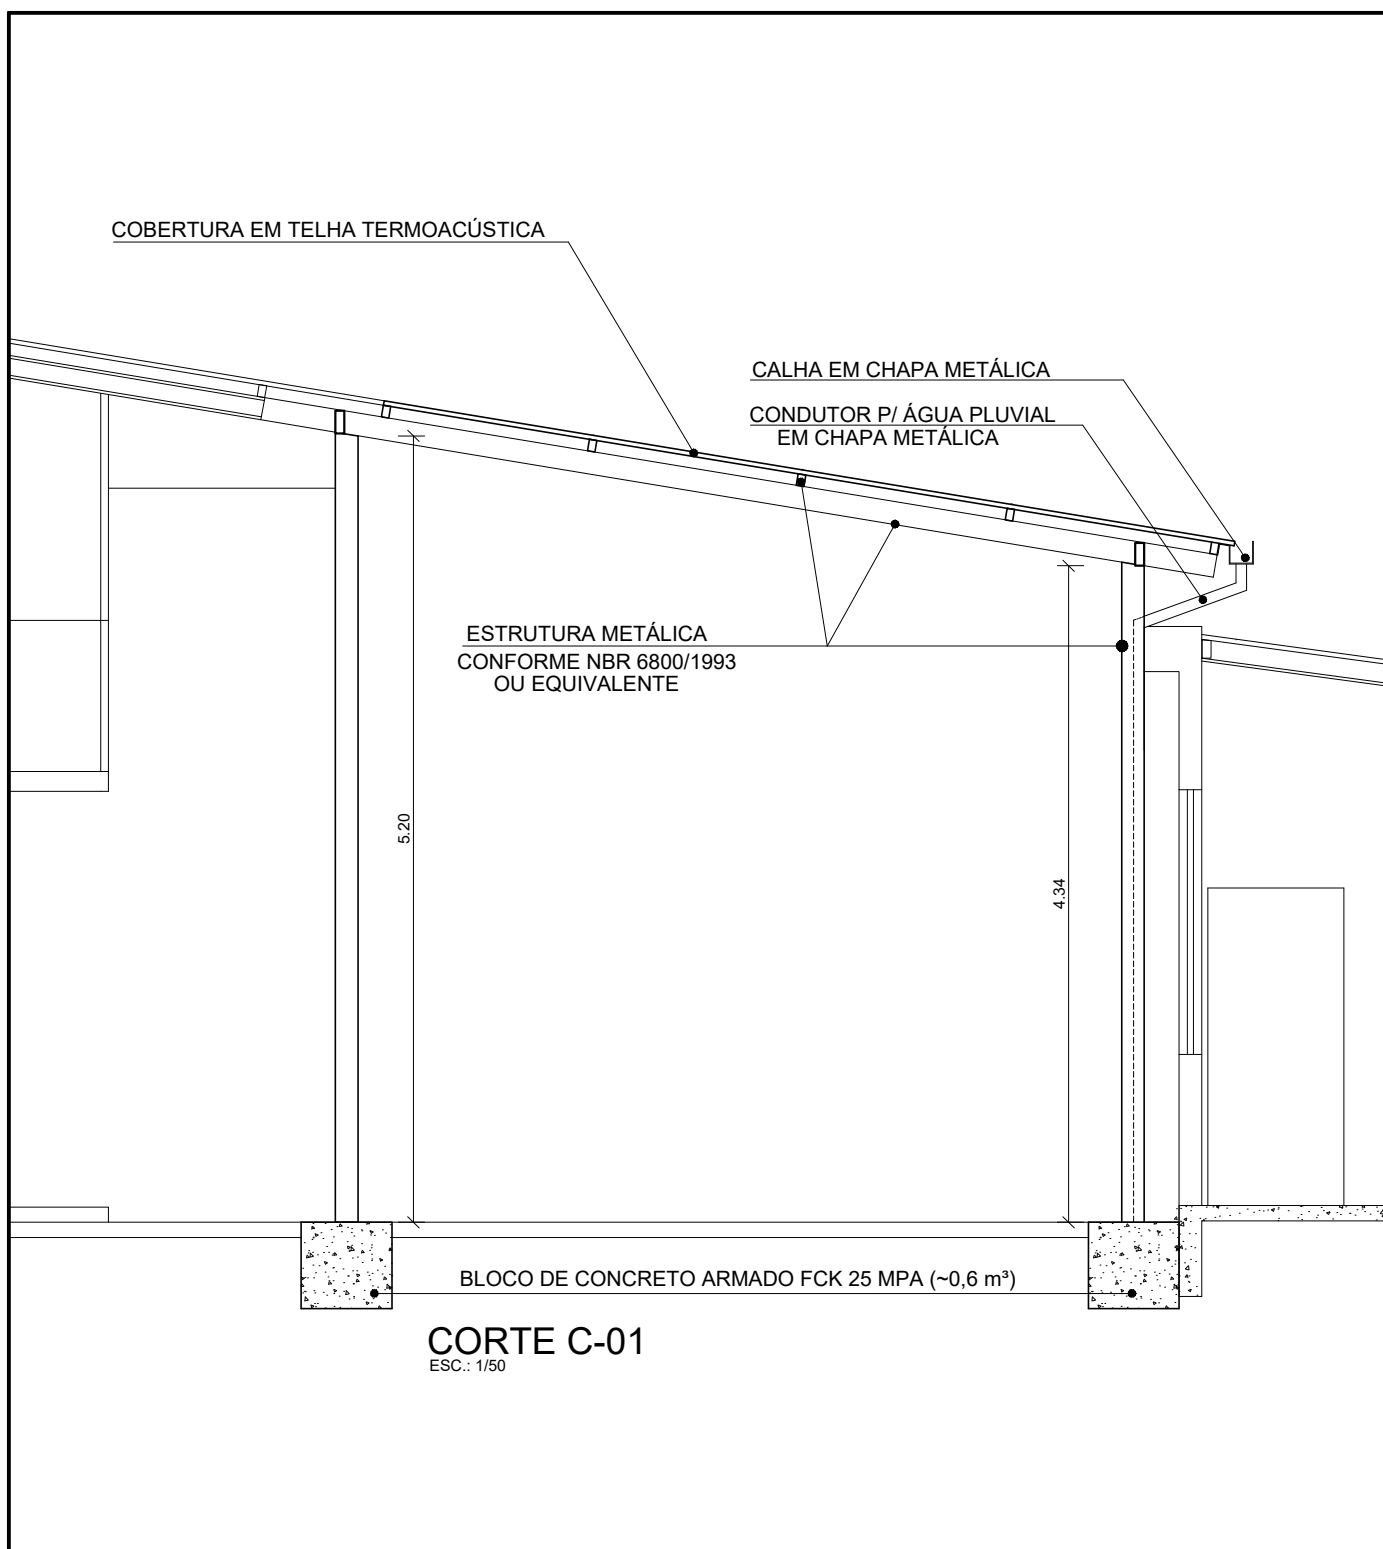 COBERTURA EM TELHA TERMOACÚSTICA
CALHA EM CHAPA METÁLICA
CONDUTOR P/ ÁGUA PLUVIAL
EM CHAPA METÁLICA
ESTRUTURA METÁLICA
CONFORME NBR 6800/1993
OU EQUIVALENTE
5.20
4.34
BLOCO DE CONCRETO ARMADO FCK 25 MPA (~0,6 m³)
CORTE C-01
ESC.: 1/50